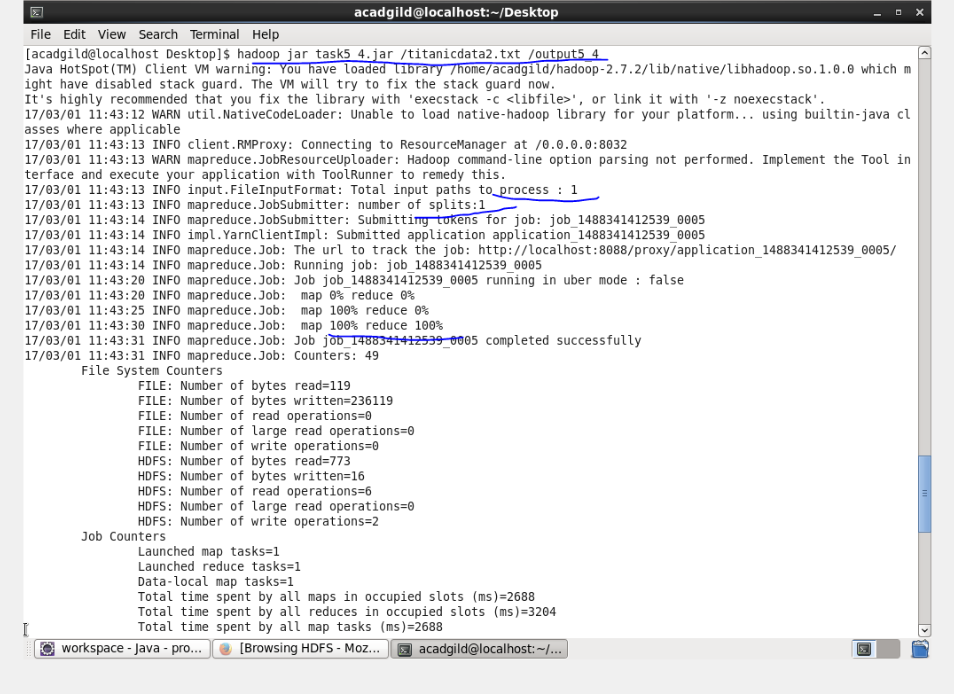 acadgild@localhost:~/Desktop
File Edit View Search Terminal Help
[acadgild@localhost Desktop]$ hadoop jar task5_4.jar /titanicdata2.txt /output5_4
Java HotSpot(TM) Client VM warning: You have loaded library /home/acadgild/hadoop-2.7.2/lib/native/libhadoop.so.1.0.0 which m
ight have disabled stack guard. The VM will try to fix the stack guard now.
It's highly recommended that you fix the library with 'execstack -c <libfile>', or link it with '-z noexecstack'.
17/03/01 11:43:12 WARN util.NativeCodeLoader: Unable to load native-hadoop library for your platform... using builtin-java cl
asses where applicable
17/03/01 11:43:13 INFO client.RMProxy: Connecting to ResourceManager at /0.0.0.0:8032
17/03/01 11:43:13 WARN mapreduce.JobResourceUploader: Hadoop command-line option parsing not performed. Implement the Tool in
terface and execute your application with ToolRunner to remedy this.
17/03/01 11:43:13 INFO input.FileInputFormat: Total input paths to process : 1
17/03/01 11:43:13 INFO mapreduce.JobSubmitter: number of splits:1
17/03/01 11:43:14 INFO mapreduce.JobSubmitter: Submitting tokens for job: job_1488341412539_0005
17/03/01 11:43:14 INFO impl.YarnClientImpl: Submitted application application_1488341412539_0005
17/03/01 11:43:14 INFO mapreduce.Job: The url to track the job: http://localhost:8088/proxy/application_1488341412539_0005/
17/03/01 11:43:14 INFO mapreduce.Job: Running job: job_1488341412539_0005
17/03/01 11:43:20 INFO mapreduce.Job: Job job_1488341412539_0005 running in uber mode : false
17/03/01 11:43:20 INFO mapreduce.Job:  map 0% reduce 0%
17/03/01 11:43:25 INFO mapreduce.Job:  map 100% reduce 0%
17/03/01 11:43:30 INFO mapreduce.Job:  map 100% reduce 100%
17/03/01 11:43:31 INFO mapreduce.Job: Job job_1488341412539_0005 completed successfully
17/03/01 11:43:31 INFO mapreduce.Job: Counters: 49
File System Counters
FILE: Number of bytes read=119
FILE: Number of bytes written=236119
FILE: Number of read operations=0
FILE: Number of large read operations=0
FILE: Number of write operations=0
HDFS: Number of bytes read=773
HDFS: Number of bytes written=16
HDFS: Number of read operations=6
HDFS: Number of large read operations=0
HDFS: Number of write operations=2
Job Counters
Launched map tasks=1
Launched reduce tasks=1
Data-local map tasks=1
Total time spent by all maps in occupied slots (ms)=2688
Total time spent by all reduces in occupied slots (ms)=3204
Total time spent by all map tasks (ms)=2688
workspace - Java - pro... [Browsing HDFS - Moz... acadgild@localhost:~/...